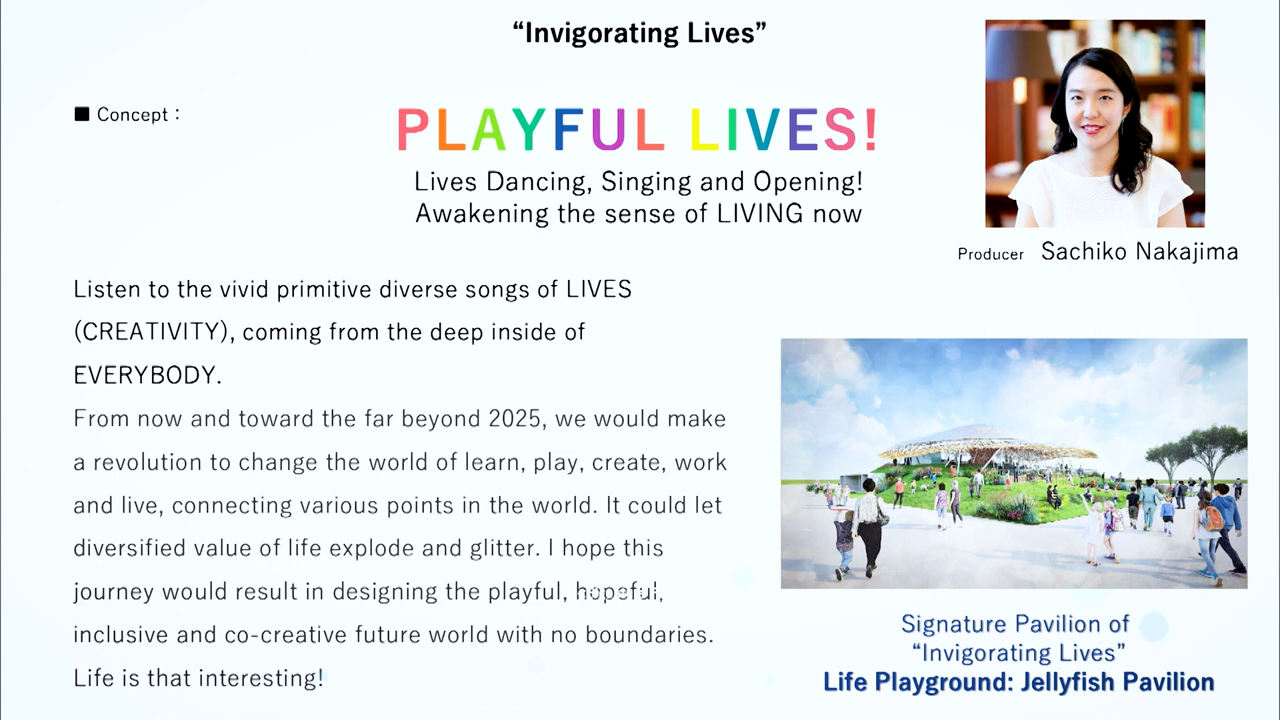 “Invigorating Lives”
■ Concept :
PLAYFUL LIVES!
Lives Dancing, Singing and Opening!
Awakening the sense of LIVING now
Producer Sachiko Nakajima
Listen to the vivid primitive diverse songs of LIVES
(CREATIVITY), coming from the deep inside of
EVERYBODY.
From now and toward the far beyond 2025, we would make
a revolution to change the world of learn, play, create, work
and live, connecting various points in the world. It could let
diversified value of life explode and glitter. I hope this
journey would result in designing the playful, hopeful,
inclusive and co-creative future world with no boundaries.
Life is that interesting!
Signature Pavilion of
“Invigorating Lives”
Life Playground: Jellyfish Pavilion